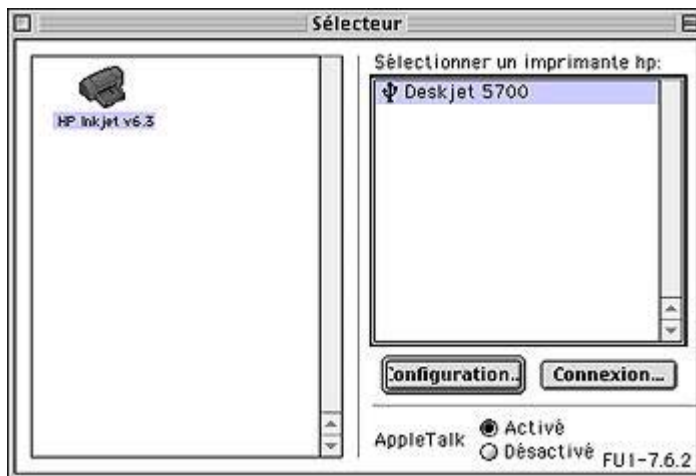 Sélecteur
HP Inkjet v6.3
Sélectionner un imprimante hp:
Deskjet 5700
Configuration...
Connexion...
AppleTalk
Activé
Désactivé
FU1-7.6.2